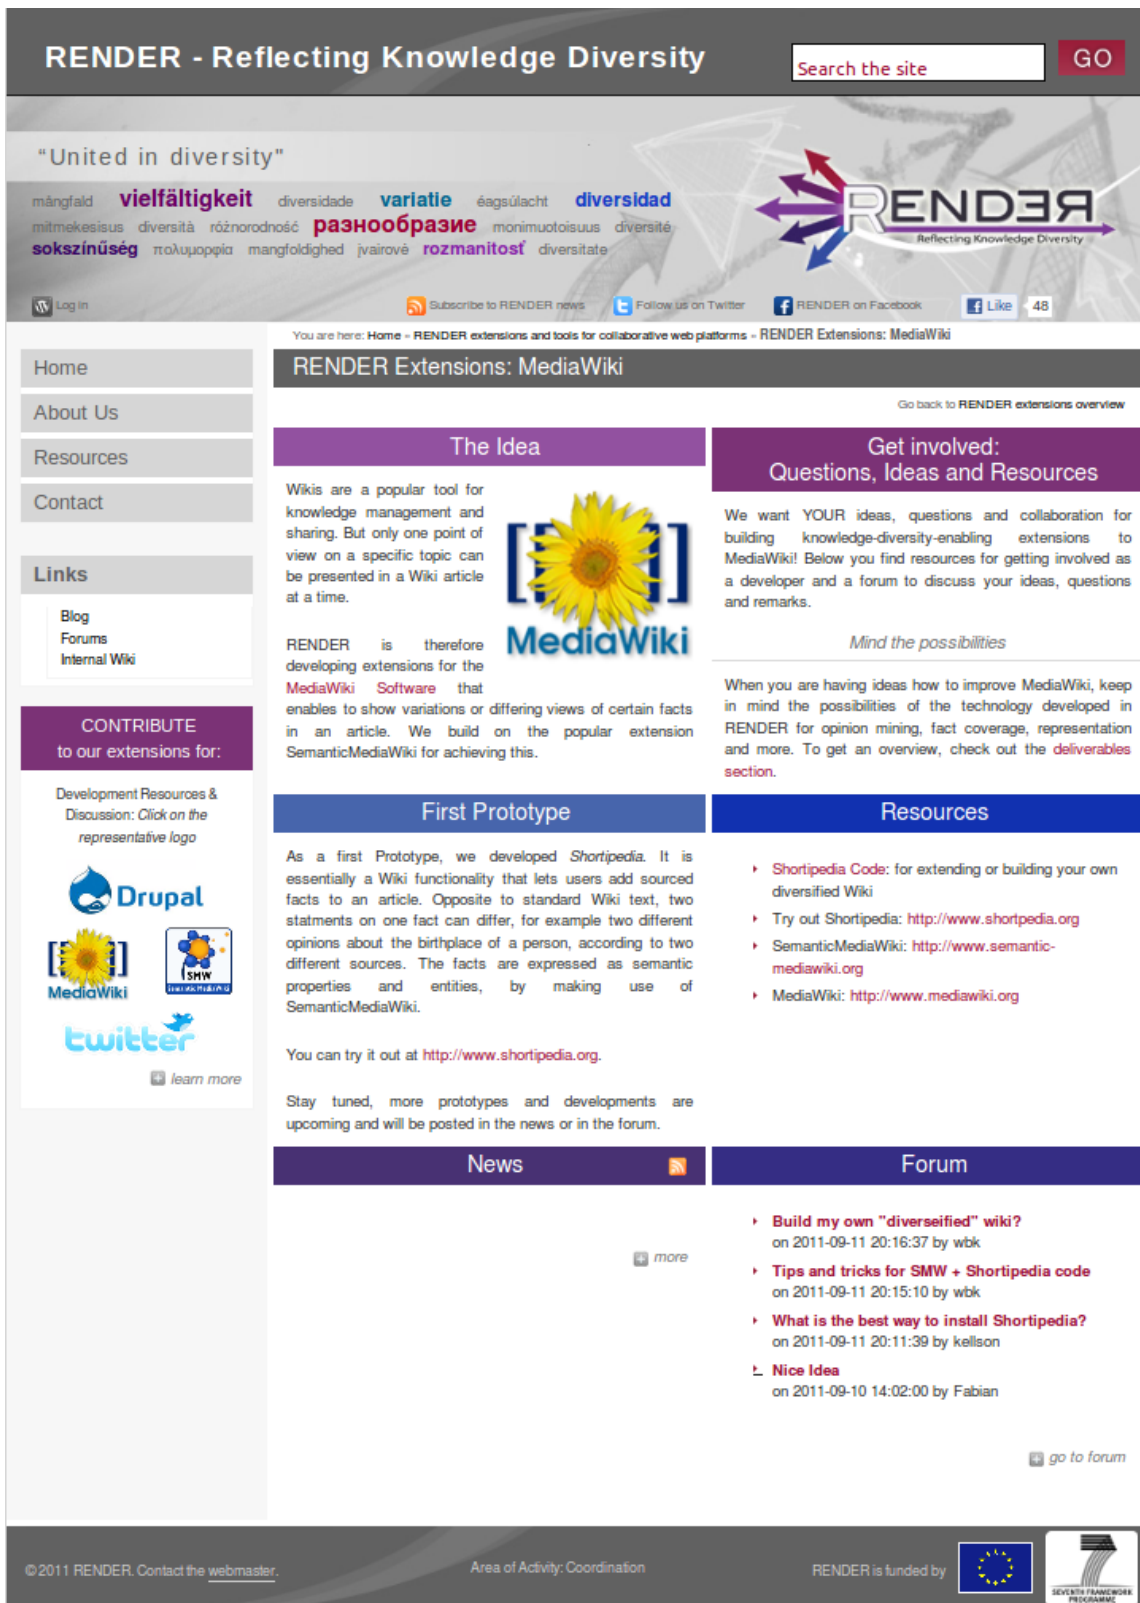 RENDER - Reflecting Knowledge Diversity
Search the site
GO
“United in diversity"
mångfald vielfältigkeit diversidade variatie éagsúlacht diversidad
mitmekesisus diversità różnorodność разнообразие monimuotoisuus diversité
sokszínűség πολυμορφία mangfoldighed įvairovė rozmanitosť diversitate
RENDER
Reflecting Knowledge Diversity
Log in
Subscribe to RENDER news
Follow us on Twitter
RENDER on Facebook
Like 48
You are here: Home » RENDER extensions and tools for collaborative web platforms » RENDER Extensions: MediaWiki
Home
About Us
Resources
Contact
Links
Blog
Forums
Internal Wiki
CONTRIBUTE
to our extensions for:
Development Resources &
Discussion: Click on the
representative logo
Drupal
MediaWiki
SMW
Semantic MediaWiki
twitter
learn more
RENDER Extensions: MediaWiki
Go back to RENDER extensions overview
The Idea
Wikis are a popular tool for
knowledge management and
sharing. But only one point of
view on a specific topic can
be presented in a Wiki article
at a time.
MediaWiki
RENDER is therefore
developing extensions for the
MediaWiki Software that
enables to show variations or differing views of certain facts
in an article. We build on the popular extension
SemanticMediaWiki for achieving this.
Get involved:
Questions, Ideas and Resources
We want YOUR ideas, questions and collaboration for
building knowledge-diversity-enabling extensions to
MediaWiki! Below you find resources for getting involved as
a developer and a forum to discuss your ideas, questions
and remarks.
Mind the possibilities
When you are having ideas how to improve MediaWiki, keep
in mind the possibilities of the technology developed in
RENDER for opinion mining, fact coverage, representation
and more. To get an overview, check out the deliverables
section.
First Prototype
As a first Prototype, we developed Shortipedia. It is
essentially a Wiki functionality that lets users add sourced
facts to an article. Opposite to standard Wiki text, two
statments on one fact can differ, for example two different
opinions about the birthplace of a person, according to two
different sources. The facts are expressed as semantic
properties and entities, by making use of
SemanticMediaWiki.
You can try it out at http://www.shortipedia.org.
Stay tuned, more prototypes and developments are
upcoming and will be posted in the news or in the forum.
Resources
Shortipedia Code: for extending or building your own
diversified Wiki
Try out Shortipedia: http://www.shortpedia.org
SemanticMediaWiki: http://www.semantic-
mediawiki.org
MediaWiki: http://www.mediawiki.org
News
more
Forum
Build my own "diverseified" wiki?
on 2011-09-11 20:16:37 by wbk
Tips and tricks for SMW + Shortipedia code
on 2011-09-11 20:15:10 by wbk
What is the best way to install Shortipedia?
on 2011-09-11 20:11:39 by kellson
Nice Idea
on 2011-09-10 14:02:00 by Fabian
go to forum
© 2011 RENDER. Contact the webmaster.
Area of Activity: Coordination
RENDER is funded by
SEVENTH FRAMEWORK
PROGRAMME